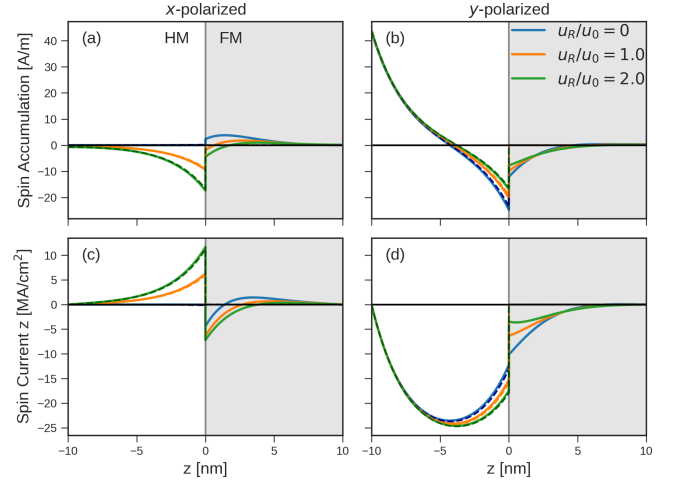 x-polarized
y-polarized
(a)
HM
FM
(b)
u_R/u_0 = 0
u_R/u_0 = 1.0
u_R/u_0 = 2.0
Spin Accumulation [A/m]
40
30
20
10
0
−10
−20
(c)
(d)
Spin Current z [MA/cm²]
10
5
0
−5
−10
−15
−20
−25
−10
−5
0
5
10
−10
−5
0
5
10
z [nm]
z [nm]